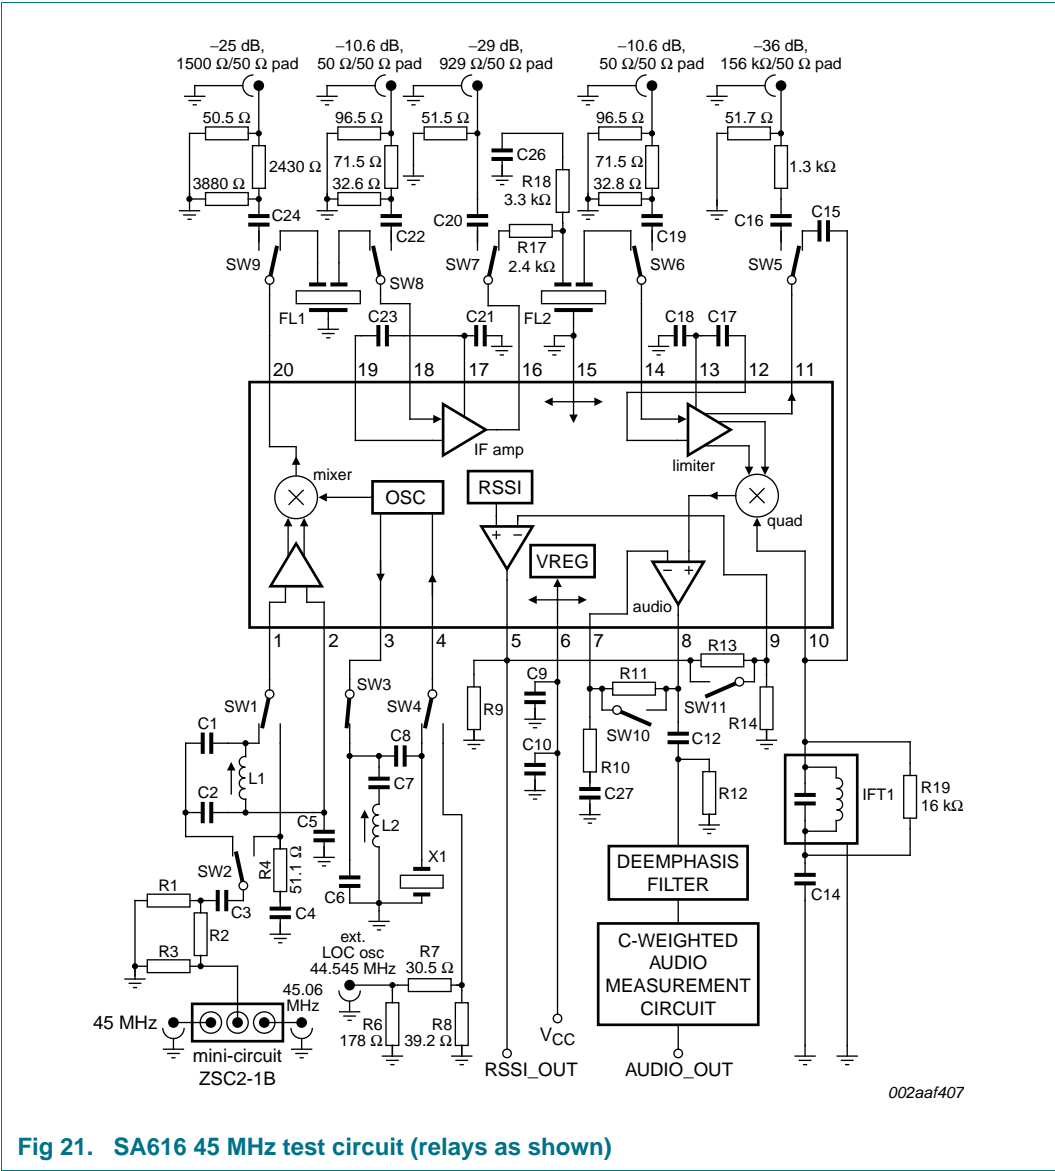 −25 dB,
1500 Ω/50 Ω pad
−10.6 dB,
50 Ω/50 Ω pad
−29 dB,
929 Ω/50 Ω pad
−10.6 dB,
50 Ω/50 Ω pad
−36 dB,
156 kΩ/50 Ω pad
50.5 Ω
96.5 Ω
51.5 Ω
96.5 Ω
51.7 Ω
2430 Ω
71.5 Ω
C26
71.5 Ω
1.3 kΩ
3880 Ω
32.6 Ω
R18
3.3 kΩ
32.8 Ω
C24
C22
C20
C19
C16
C15
R17
2.4 kΩ
SW9
SW8
SW7
SW6
SW5
FL1
FL2
C23
C21
C18
C17
20
19
18
17
16
15
14
13
12
11
IF amp
limiter
mixer
OSC
RSSI
quad
+
−
VREG
−
+
audio
1
2
3
4
5
6
7
8
9
10
SW1
SW3
SW4
R9
C9
R11
R13
SW11
SW10
R14
C1
L1
C8
C7
C10
R10
C12
C2
C5
L2
C27
R12
IFT1
R19
16 kΩ
SW2
R4
51.1 Ω
X1
C6
C14
R1
C3
C4
R2
R3
DEEMPHASIS
FILTER
C-WEIGHTED
AUDIO
MEASUREMENT
CIRCUIT
ext.
LOC osc
44.545 MHz
R7
30.5 Ω
45 MHz
45.06
MHz
R6
178 Ω
R8
39.2 Ω
mini-circuit
ZSC2-1B
VCC
RSSI_OUT
AUDIO_OUT
002aaf407
Fig 21. SA616 45 MHz test circuit (relays as shown)